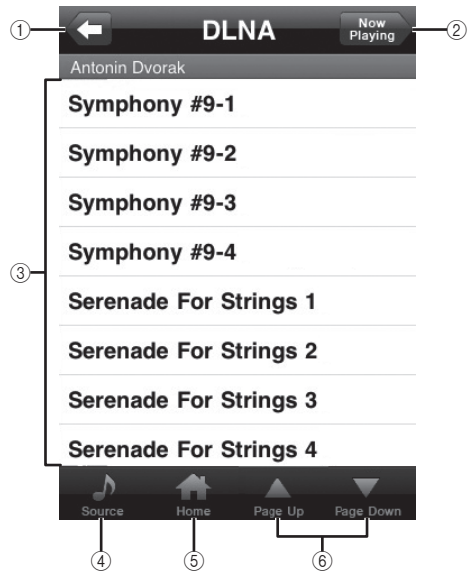 ① DLNA Now Playing ②
Antonin Dvorak
Symphony #9-1
Symphony #9-2
Symphony #9-3
Symphony #9-4
③
Serenade For Strings 1
Serenade For Strings 2
Serenade For Strings 3
Serenade For Strings 4
Source Home Page Up Page Down
④ ⑤ ⑥